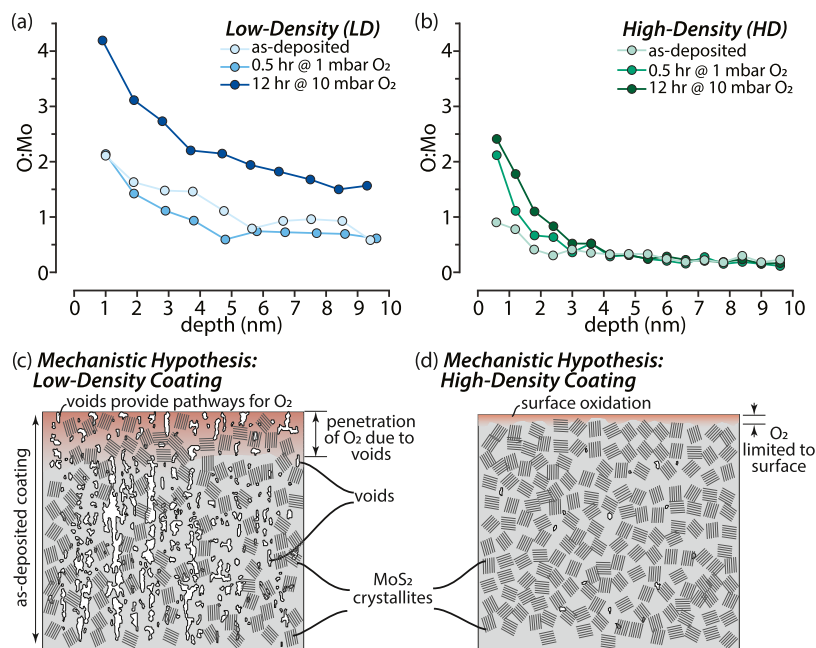 (a)
Low-Density (LD)
as-deposited
0.5 hr @ 1 mbar O₂
12 hr @ 10 mbar O₂
O:Mo
4
3
2
1
0
0 1 2 3 4 5 6 7 8 9 10
depth (nm)
(b)
High-Density (HD)
as-deposited
0.5 hr @ 1 mbar O₂
12 hr @ 10 mbar O₂
O:Mo
4
3
2
1
0
0 1 2 3 4 5 6 7 8 9 10
depth (nm)
(c) Mechanistic Hypothesis:
Low-Density Coating
voids provide pathways for O₂
as-deposited coating
penetration
of O₂ due to
voids
voids
MoS₂
crystallites
(d) Mechanistic Hypothesis:
High-Density Coating
surface oxidation
O₂
limited to
surface